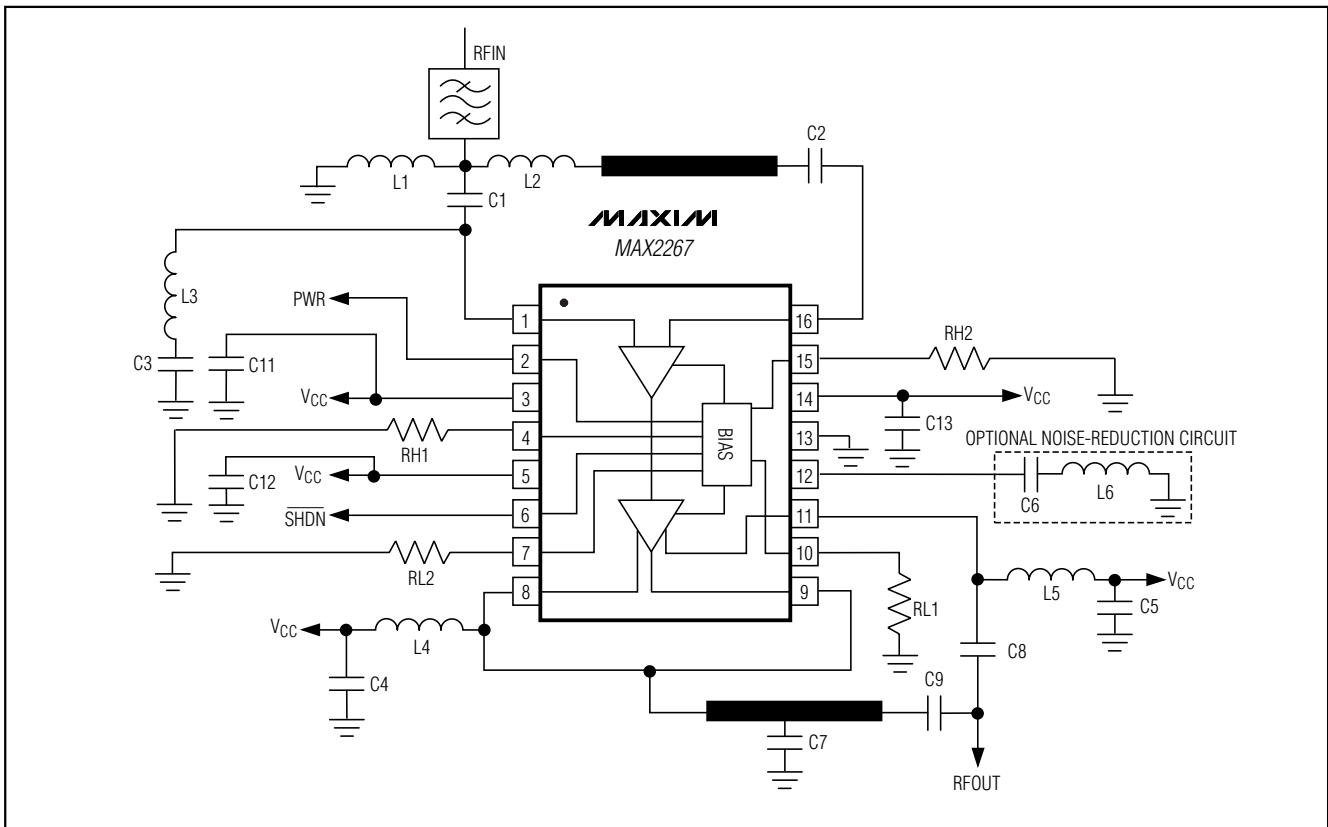 RFIN
C2
L1
L2
C1
MAXIM
MAX2267
L3
PWR
1
16
RH2
C3
C11
2
15
VCC
3
14
VCC
C13
RH1
4
BIAS
13
OPTIONAL NOISE-REDUCTION CIRCUIT
C12
VCC
5
12
C6
L6
SHDN
6
11
RL2
7
10
VCC
L5
C5
8
9
RL1
VCC
L4
C8
C4
C9
C7
RFOUT